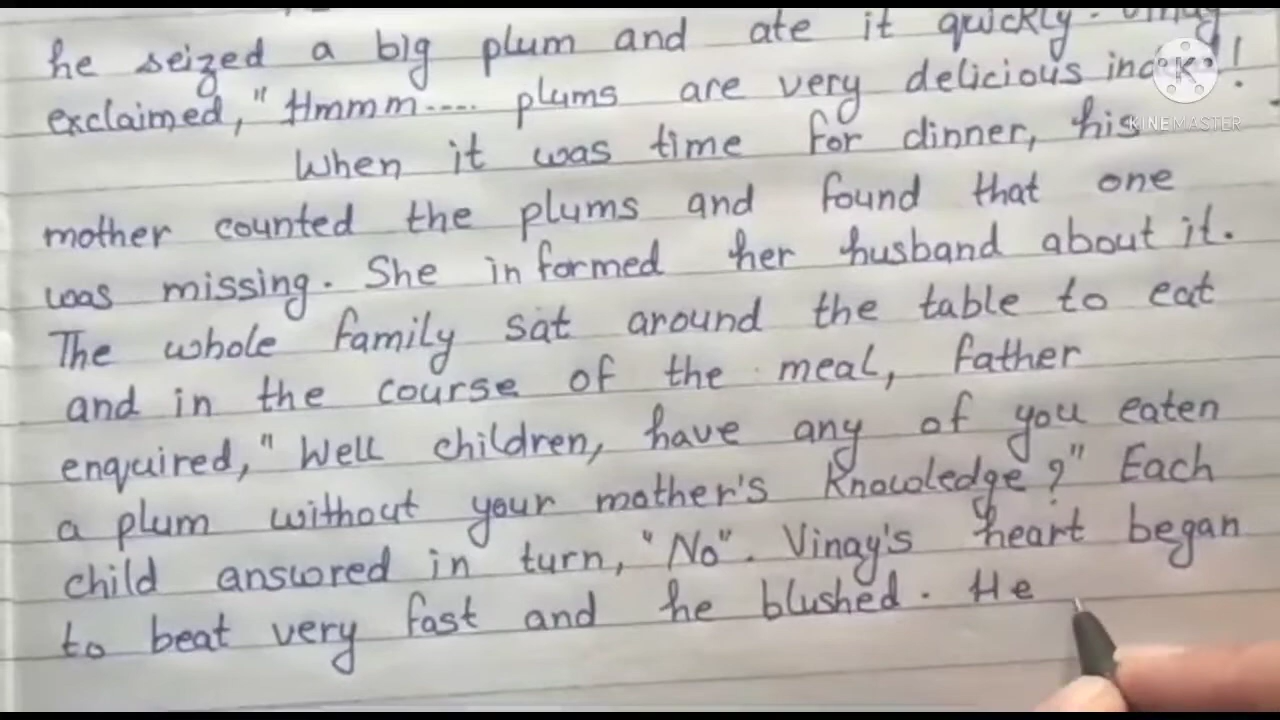 he seized a big plum and ate it quickly. Vinay
exclaimed, "Hmmm.... plums are very delicious indeed!
When it was time for dinner, his
mother counted the plums and found that one
was missing. She informed her husband about it.
The whole family sat around the table to eat
and in the course of the meal, father
enquired, "Well children, have any of you eaten
a plum without your mother's knowledge?" Each
child answored in turn, "No". Vinay's heart began
to beat very fast and he blushed. He
KINEMASTER